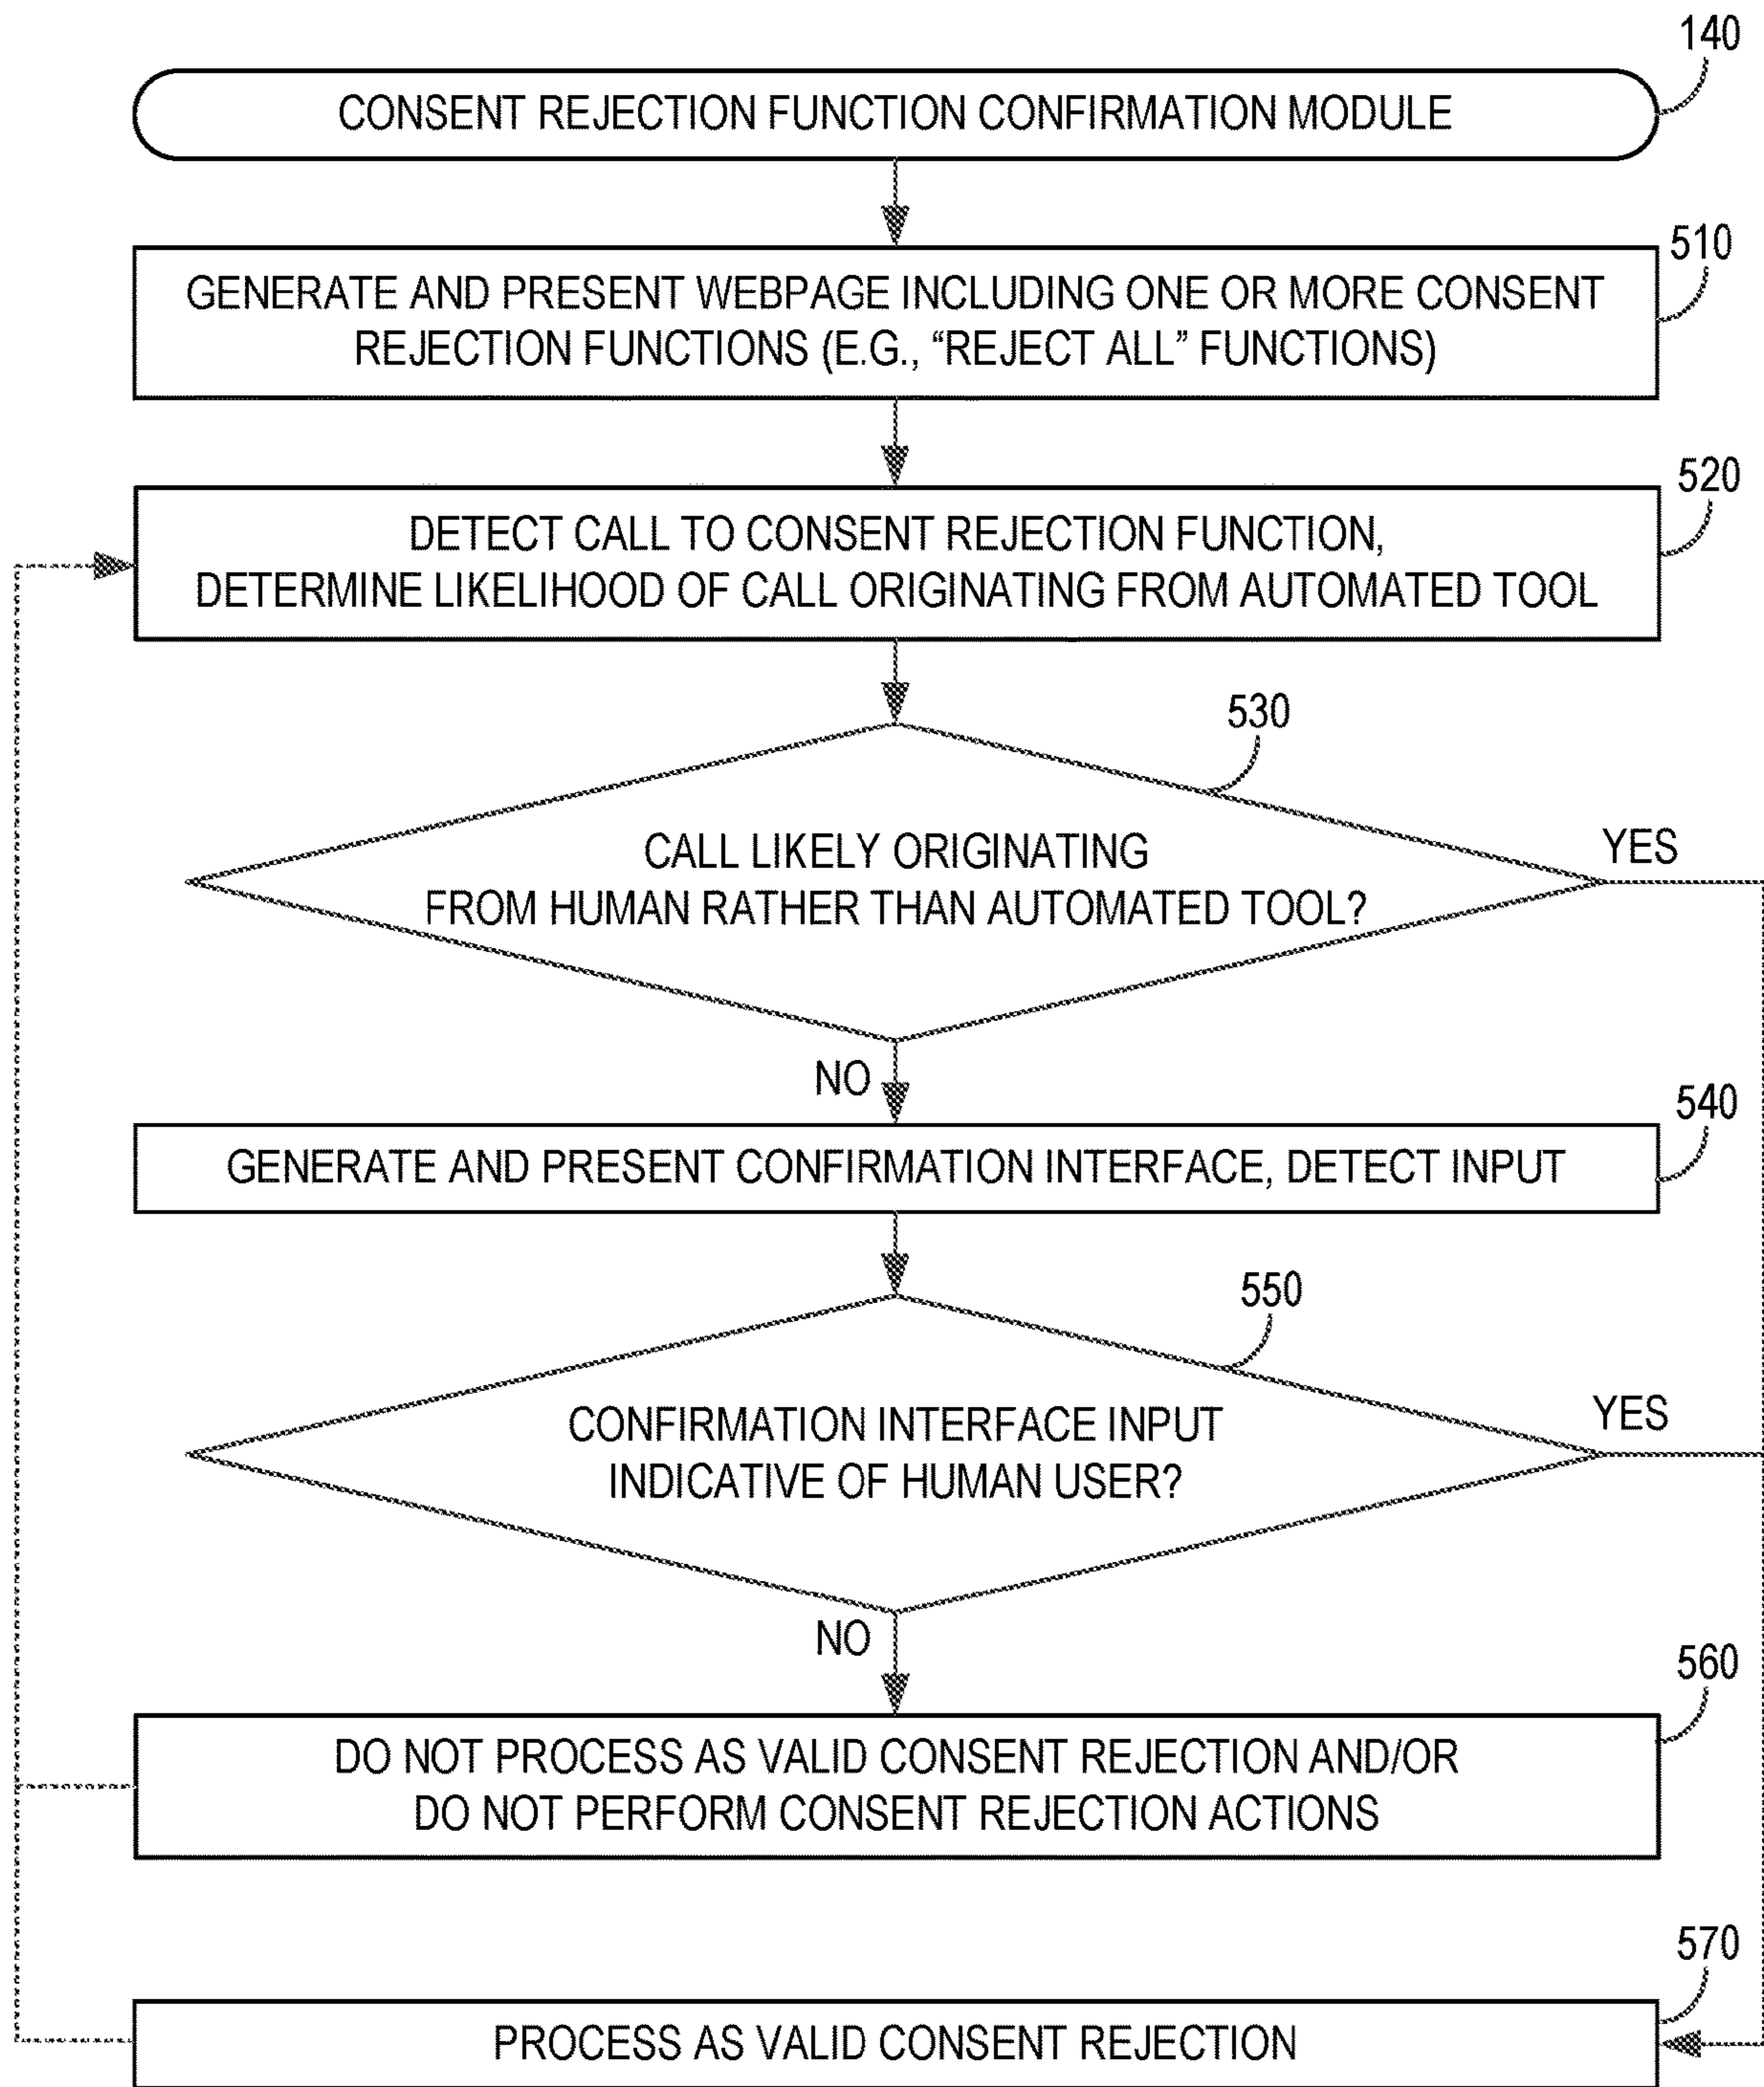 140
CONSENT REJECTION FUNCTION CONFIRMATION MODULE
510
GENERATE AND PRESENT WEBPAGE INCLUDING ONE OR MORE CONSENT
REJECTION FUNCTIONS (E.G., “REJECT ALL” FUNCTIONS)
520
DETECT CALL TO CONSENT REJECTION FUNCTION,
DETERMINE LIKELIHOOD OF CALL ORIGINATING FROM AUTOMATED TOOL
530
CALL LIKELY ORIGINATING
FROM HUMAN RATHER THAN AUTOMATED TOOL?
YES
NO
540
GENERATE AND PRESENT CONFIRMATION INTERFACE, DETECT INPUT
550
CONFIRMATION INTERFACE INPUT
INDICATIVE OF HUMAN USER?
YES
NO
560
DO NOT PROCESS AS VALID CONSENT REJECTION AND/OR
DO NOT PERFORM CONSENT REJECTION ACTIONS
570
PROCESS AS VALID CONSENT REJECTION